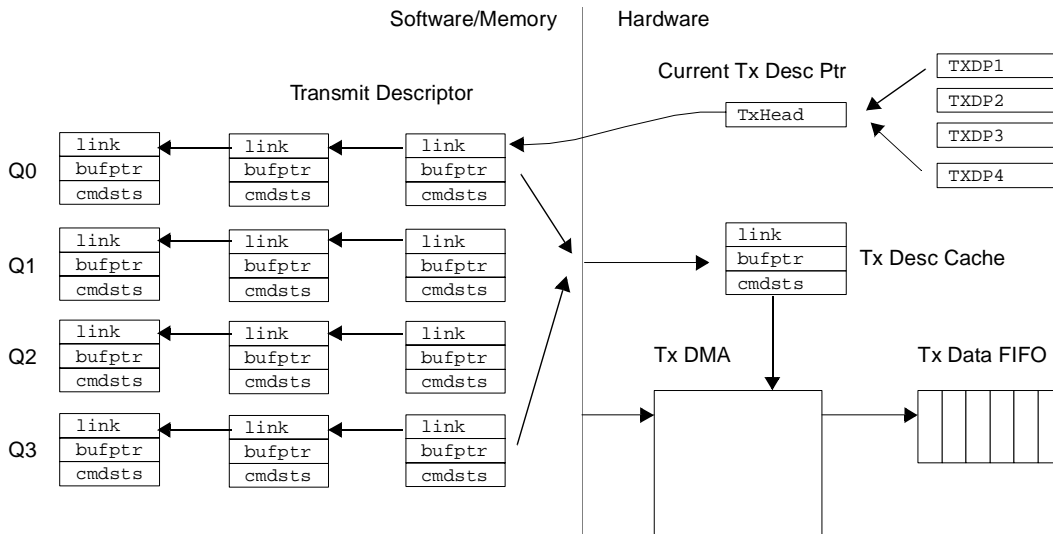 Software/Memory
Hardware
Current Tx Desc Ptr
TXDP1
TXDP2
TXDP3
TXDP4
TxHead
Transmit Descriptor
Q0
link
bufptr
cmdsts
link
bufptr
cmdsts
link
bufptr
cmdsts
Q1
link
bufptr
cmdsts
link
bufptr
cmdsts
link
bufptr
cmdsts
link
bufptr
cmdsts
Tx Desc Cache
Q2
link
bufptr
cmdsts
link
bufptr
cmdsts
link
bufptr
cmdsts
Tx DMA
Tx Data FIFO
Q3
link
bufptr
cmdsts
link
bufptr
cmdsts
link
bufptr
cmdsts